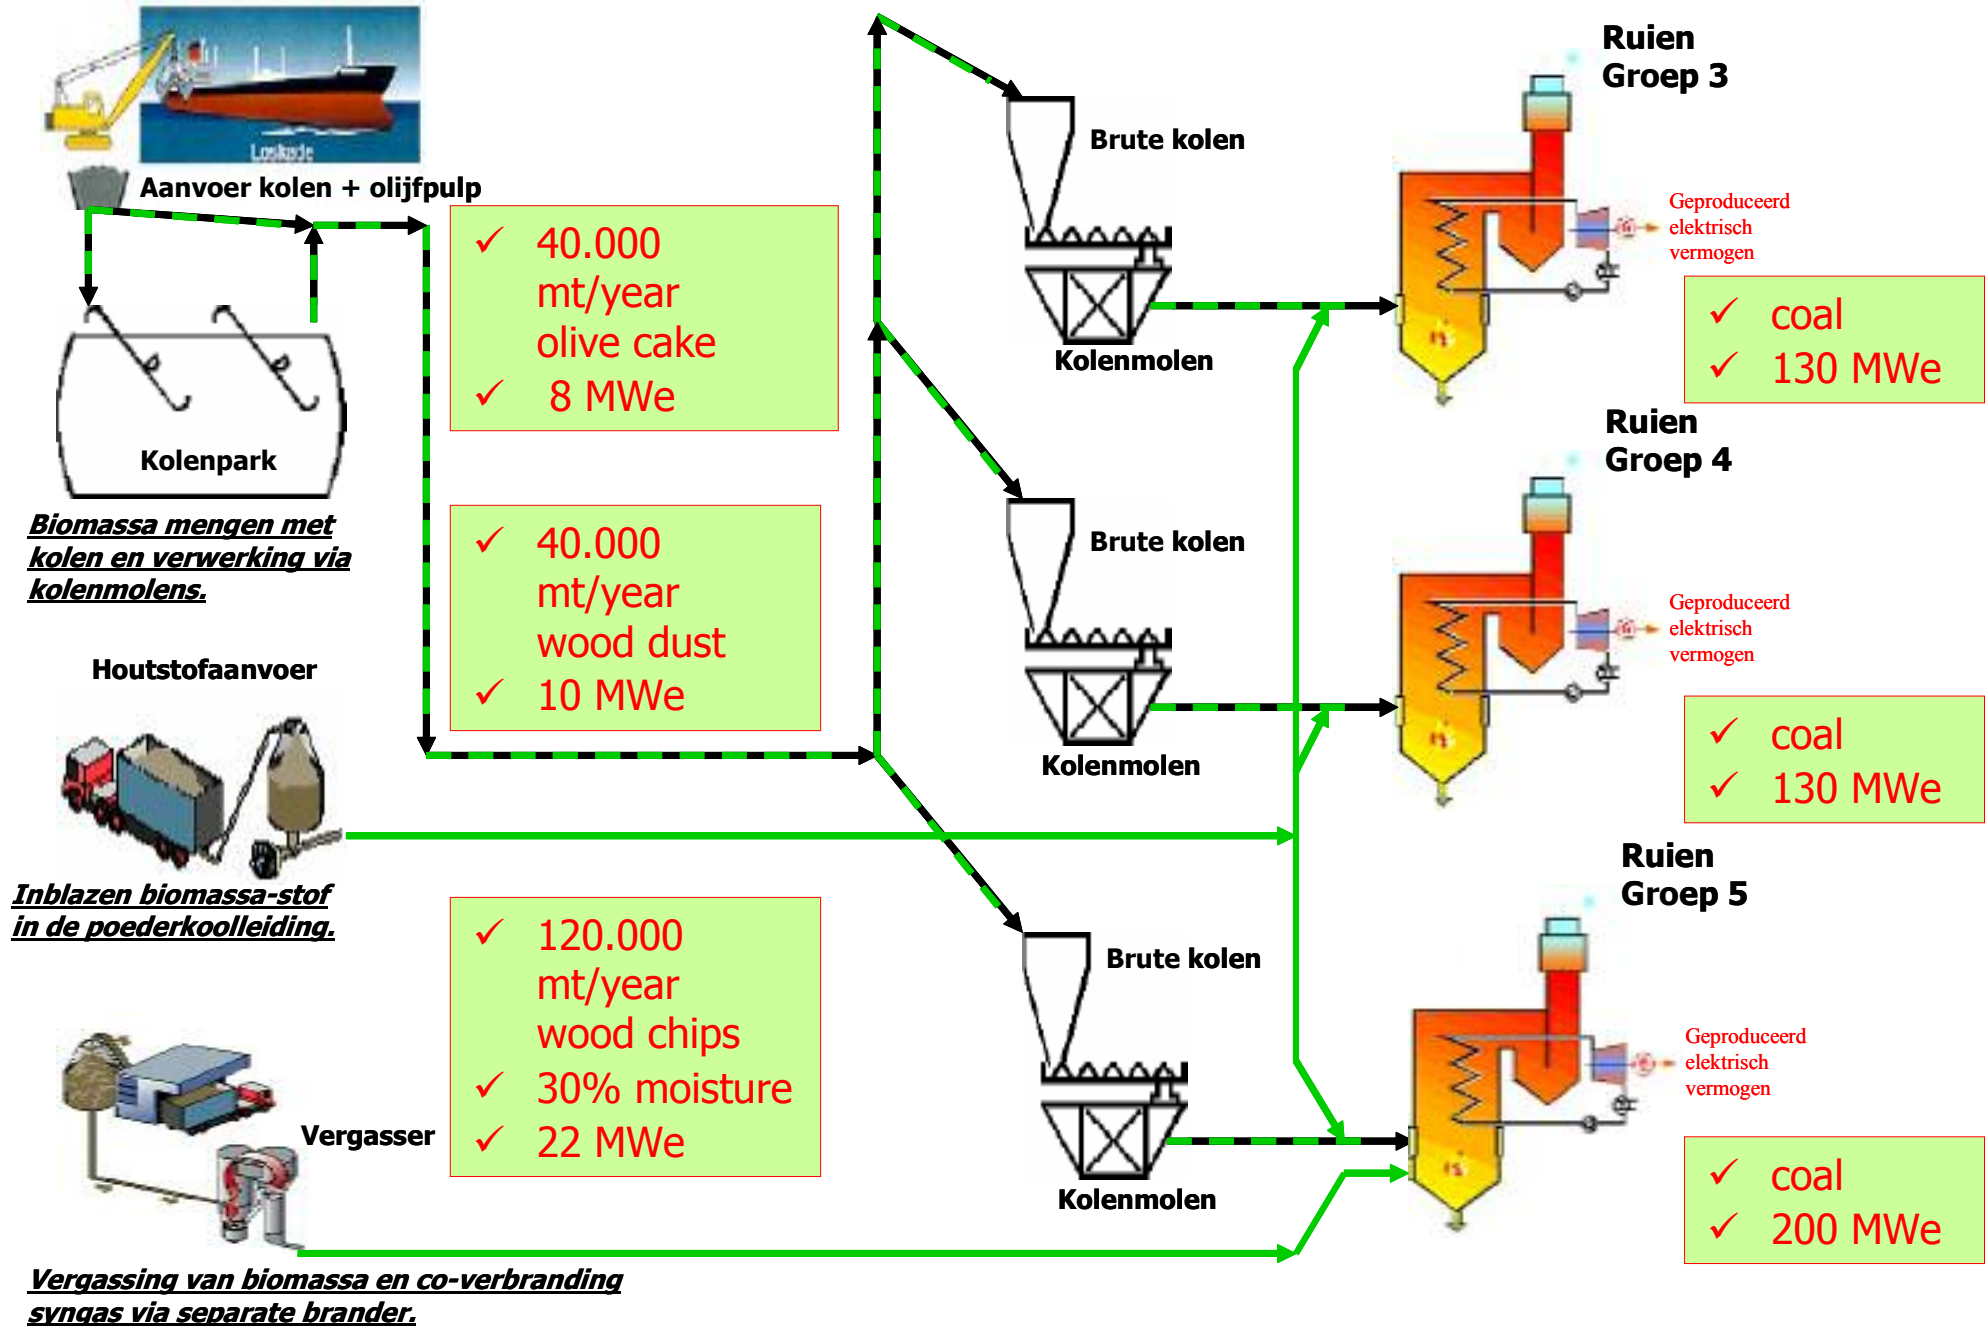 Loskade
Aanvoer kolen + olijfpulp
Kolenpark
Biomassa mengen met
kolen en verwerking via
kolenmolens.
✓ 40.000
mt/year
olive cake
✓ 8 MWe
✓ 40.000
mt/year
wood dust
✓ 10 MWe
Houtstofaanvoer
Inblazen biomassa-stof
in de poederkoolleiding.
✓ 120.000
mt/year
wood chips
✓ 30% moisture
✓ 22 MWe
Vergasser
Vergassing van biomassa en co-verbranding
syngas via separate brander.
Brute kolen
Kolenmolen
Brute kolen
Kolenmolen
Brute kolen
Kolenmolen
Ruien
Groep 3
Geproduceerd
elektrisch
vermogen
✓ coal
✓ 130 MWe
Ruien
Groep 4
Geproduceerd
elektrisch
vermogen
✓ coal
✓ 130 MWe
Ruien
Groep 5
Geproduceerd
elektrisch
vermogen
✓ coal
✓ 200 MWe